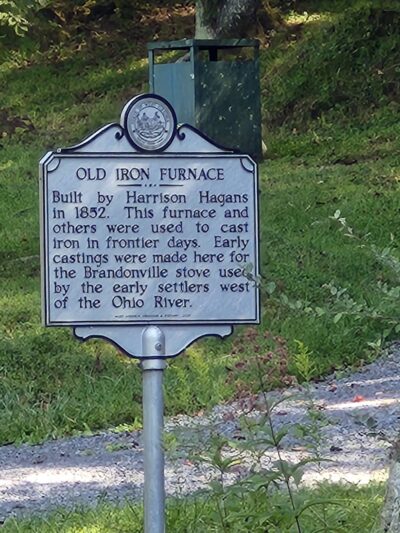 OLD IRON FURNACE
Built by Harrison Hagans
in 1852. This furnace and
others were used to cast
iron in frontier days. Early
castings were made here for
the Brandonville stove used
by the early settlers west
of the Ohio River.